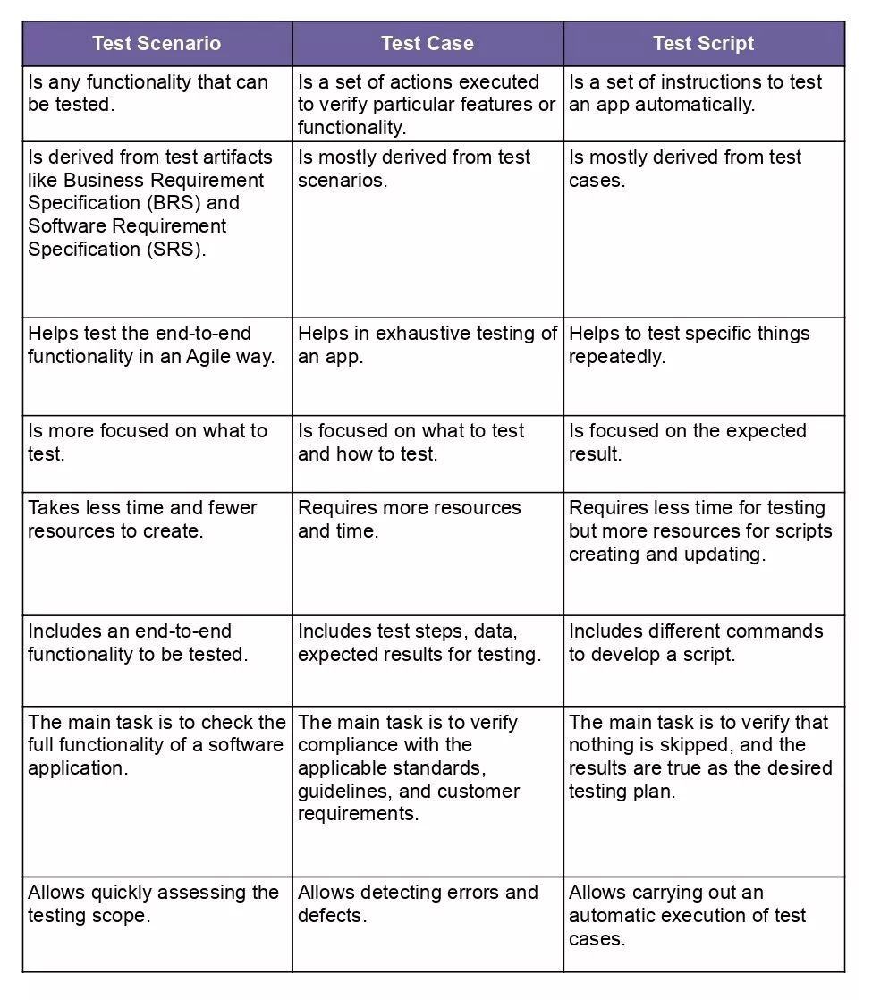 Test Scenario
Test Case
Test Script
Is any functionality that can
be tested.
Is a set of actions executed
to verify particular features or
functionality.
Is a set of instructions to test
an app automatically.
Is derived from test artifacts
like Business Requirement
Specification (BRS) and
Software Requirement
Specification (SRS).
Is mostly derived from test
scenarios.
Is mostly derived from test
cases.
Helps test the end-to-end
functionality in an Agile way.
Helps in exhaustive testing of
an app.
Helps to test specific things
repeatedly.
Is more focused on what to
test.
Is focused on what to test
and how to test.
Is focused on the expected
result.
Takes less time and fewer
resources to create.
Requires more resources
and time.
Requires less time for testing
but more resources for scripts
creating and updating.
Includes an end-to-end
functionality to be tested.
Includes test steps, data,
expected results for testing.
Includes different commands
to develop a script.
The main task is to check the
full functionality of a software
application.
The main task is to verify
compliance with the
applicable standards,
guidelines, and customer
requirements.
The main task is to verify that
nothing is skipped, and the
results are true as the desired
testing plan.
Allows quickly assessing the
testing scope.
Allows detecting errors and
defects.
Allows carrying out an
automatic execution of test
cases.